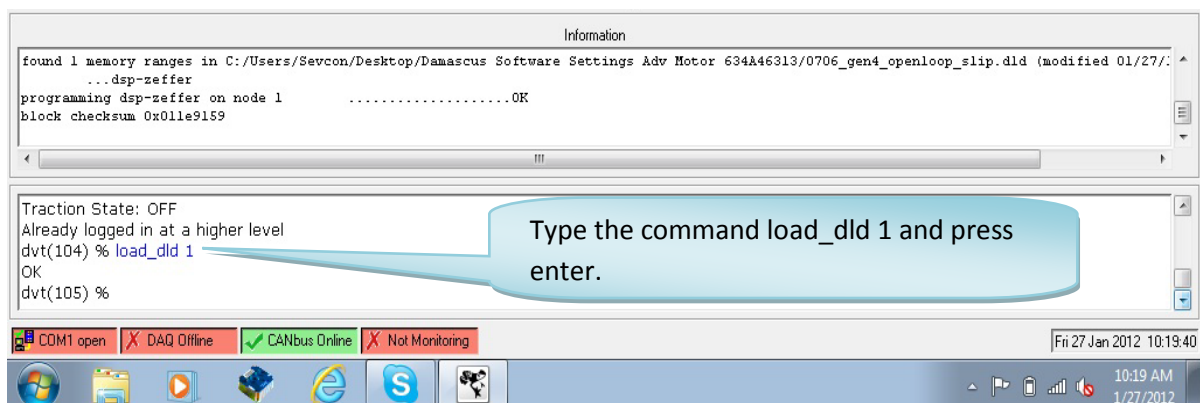 Information
found 1 memory ranges in C:/Users/Sevcon/Desktop/Damascus Software Settings Adv Motor 634A46313/0706_gen4_openloop_slip.dld (modified 01/27/
...dsp-zeffer
programming dsp-zeffer on node 1 ....................OK
block checksum 0x011e9159
Traction State: OFF
Already logged in at a higher level
dvt(104) % load_dld 1
OK
dvt(105) %
Type the command load_dld 1 and press
enter.
COM1 open DAQ Offline CANbus Online Not Monitoring Fri 27 Jan 2012 10:19:40
10:19 AM
1/27/2012